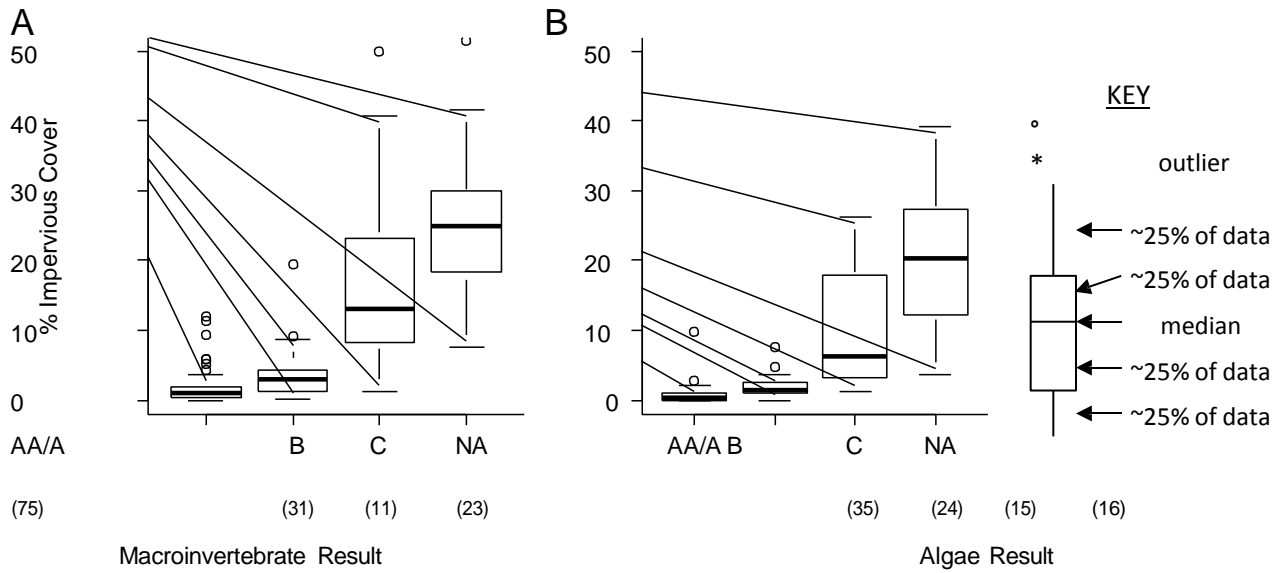 A
50
40
30
20
10
0
% Impervious Cover
AA/A B C NA
(75) (31) (11) (23)
Macroinvertebrate Result
B
50
40
30
20
10
0
AA/A B C NA
(35) (24) (15) (16)
Algae Result
KEY
*
outlier
~25% of data
~25% of data
median
~25% of data
~25% of data